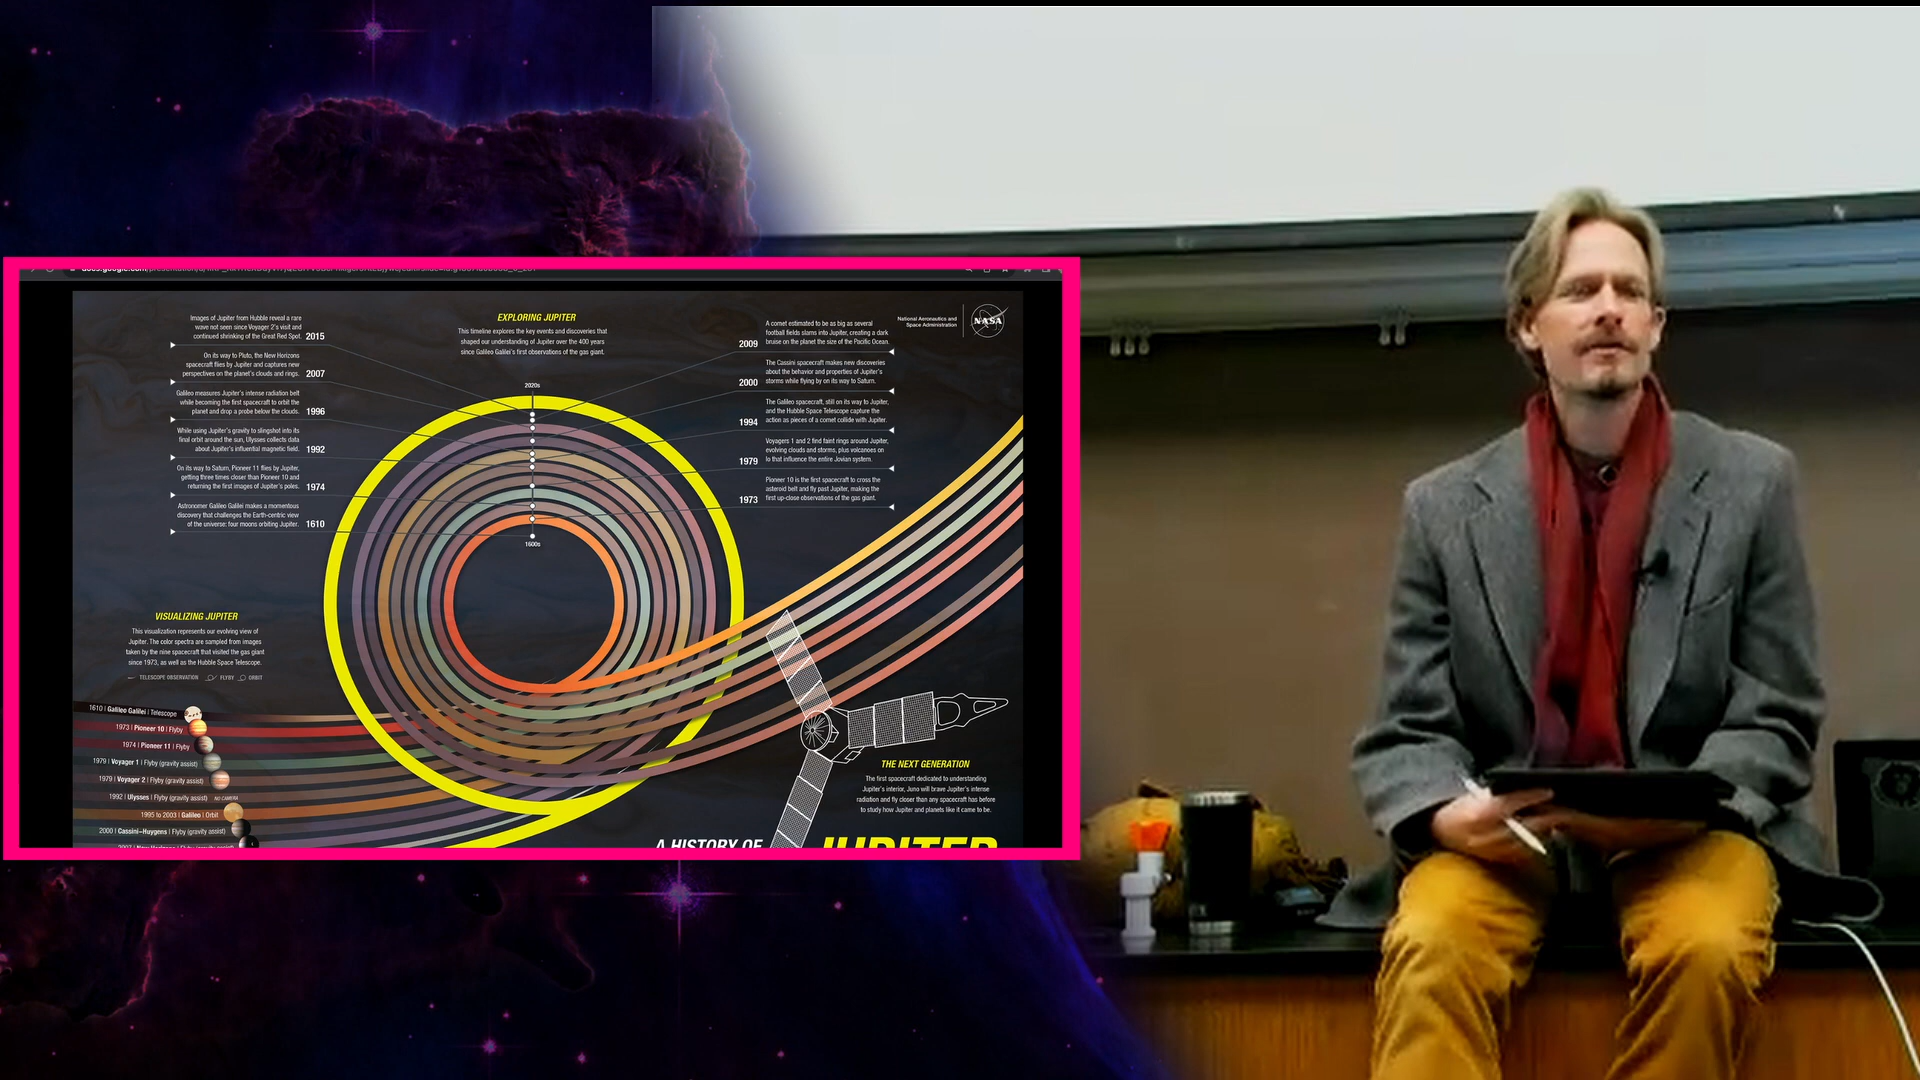 EXPLORING JUPITER
This timeline explores the key events and discoveries that
shaped our understanding of Jupiter over the 400 years
since Galileo Galilei's first observations of the gas giant.
National Aeronautics and
Space Administration
NASA
Images of Jupiter from Hubble reveal a rare
wave not seen since Voyager 2's visit and
continued shrinking of the Great Red Spot. 2015
On its way to Pluto, the New Horizons
spacecraft flies by Jupiter and captures new
perspectives on the planet's clouds and rings. 2007
Galileo measures Jupiter's intense radiation belt
while becoming the first spacecraft to orbit the
planet and drop a probe below the clouds. 1996
While using Jupiter's gravity to slingshot into its
final orbit around the sun, Ulysses collects data
about Jupiter's influential magnetic field. 1992
On its way to Saturn, Pioneer 11 flies by Jupiter,
getting three times closer than Pioneer 10 and
returning the first images of Jupiter's poles. 1974
Astronomer Galileo Galilei makes a momentous
discovery that challenges the Earth-centric view
of the universe: four moons orbiting Jupiter. 1610
A comet estimated to be as big as several
football fields slams into Jupiter, creating a dark
2009 bruise on the planet the size of the Pacific Ocean.
The Cassini spacecraft makes new discoveries
about the behavior and properties of Jupiter's
2000 storms while flying by on its way to Saturn.
The Galileo spacecraft, still on its way to Jupiter,
and the Hubble Space Telescope capture the
1994 action as pieces of a comet collide with Jupiter.
Voyagers 1 and 2 find faint rings around Jupiter,
evolving clouds and storms, plus volcanoes on
1979 Io that influence the entire Jovian system.
Pioneer 10 is the first spacecraft to cross the
asteroid belt and fly past Jupiter, making the
1973 first up-close observations of the gas giant.
2020s
1600s
VISUALIZING JUPITER
This visualization represents our evolving view of
Jupiter. The color spectra are sampled from images
taken by the nine spacecraft that visited the gas giant
since 1973, as well as the Hubble Space Telescope.
TELESCOPE OBSERVATION FLYBY ORBIT
1610 | Galileo Galilei | Telescope
1973 | Pioneer 10 | Flyby
1974 | Pioneer 11 | Flyby
1979 | Voyager 1 | Flyby (gravity assist)
1979 | Voyager 2 | Flyby (gravity assist)
1992 | Ulysses | Flyby (gravity assist) NO CAMERA
1995 to 2003 | Galileo | Orbit
2000 | Cassini–Huygens | Flyby (gravity assist)
THE NEXT GENERATION
The first spacecraft dedicated to understanding
Jupiter's interior, Juno will brave Jupiter's intense
radiation and fly closer than any spacecraft has before
to study how Jupiter and planets like it came to be.
A HISTORY OF
JUPITER